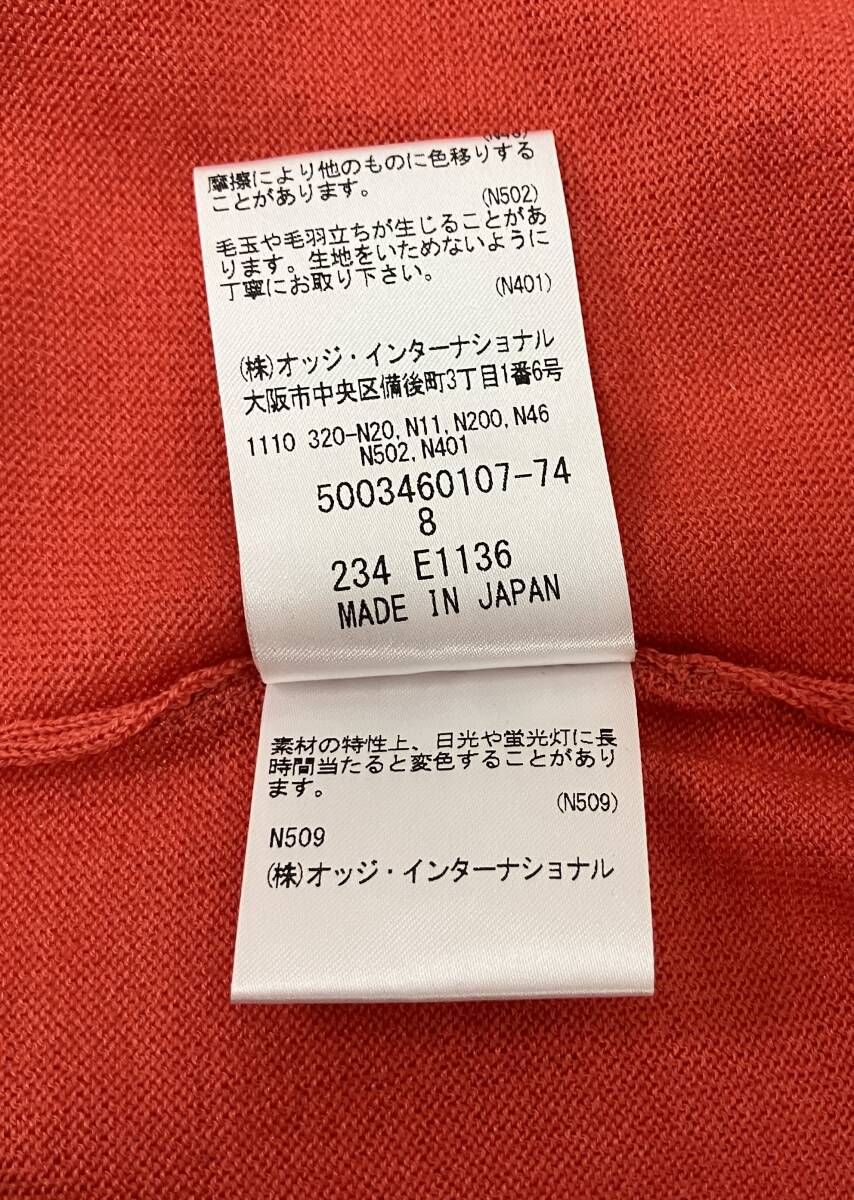 摩擦により他のものに色移りする
ことがあります。
(N502)
毛玉や毛羽立ちが生じることがあ
ります。生地をいためないように
丁寧にお取り下さい。
(N401)
(株)オッジ・インターナショナル
大阪市中央区備後町3丁目1番6号
1110 320-N20,N11,N200,N46
N502,N401
5003460107-74
8
234 E1136
MADE IN JAPAN
素材の特性上、日光や蛍光灯に長
時間当たると変色することがあり
ます。
(N509)
N509
(株)オッジ・インターナショナル